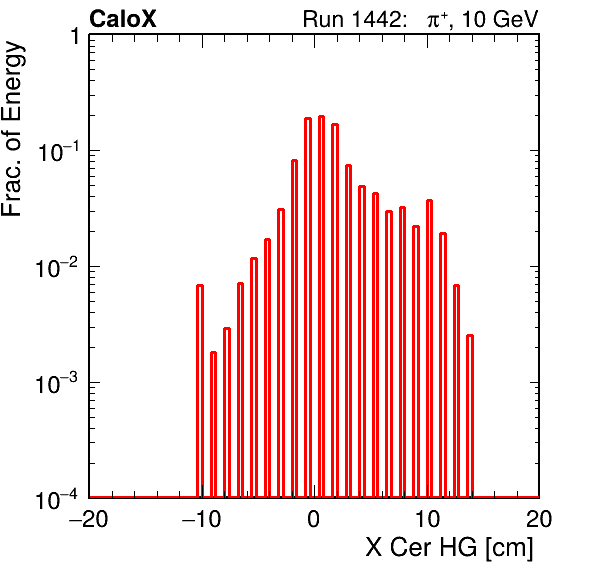 CaloX Run 1442: π⁺, 10 GeV
Frac. of Energy
1
10⁻¹
10⁻²
10⁻³
10⁻⁴
−20 −10 0 10 20
X Cer HG [cm]